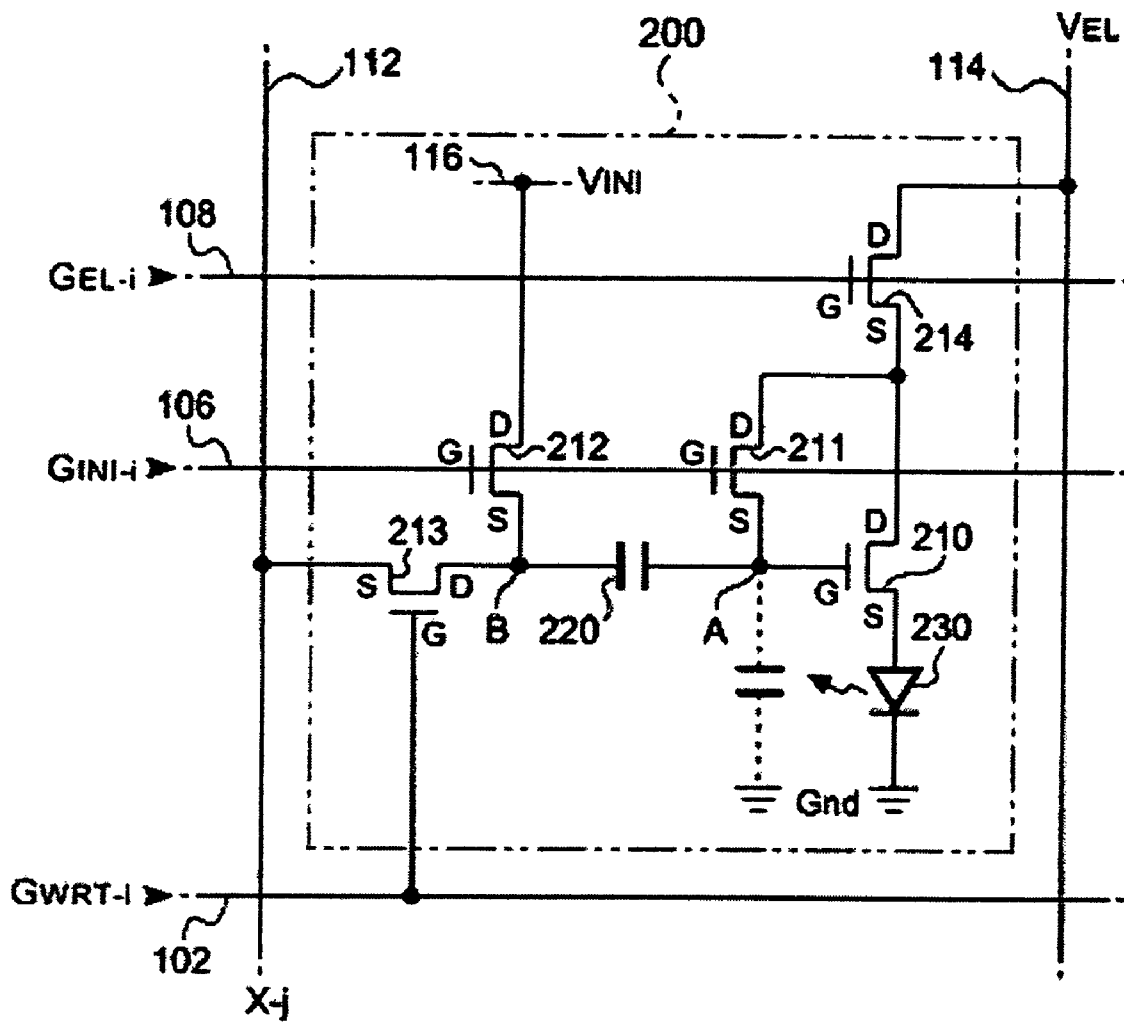 VEL
200
112
114
116
VINI
108
D
GEL-i
G
S
214
106
D
212
D
211
GINI-i
G
G
S
S
D
213
210
S
D
G
B
220
A
G
S
230
Gnd
GWRT-i
102
X-j